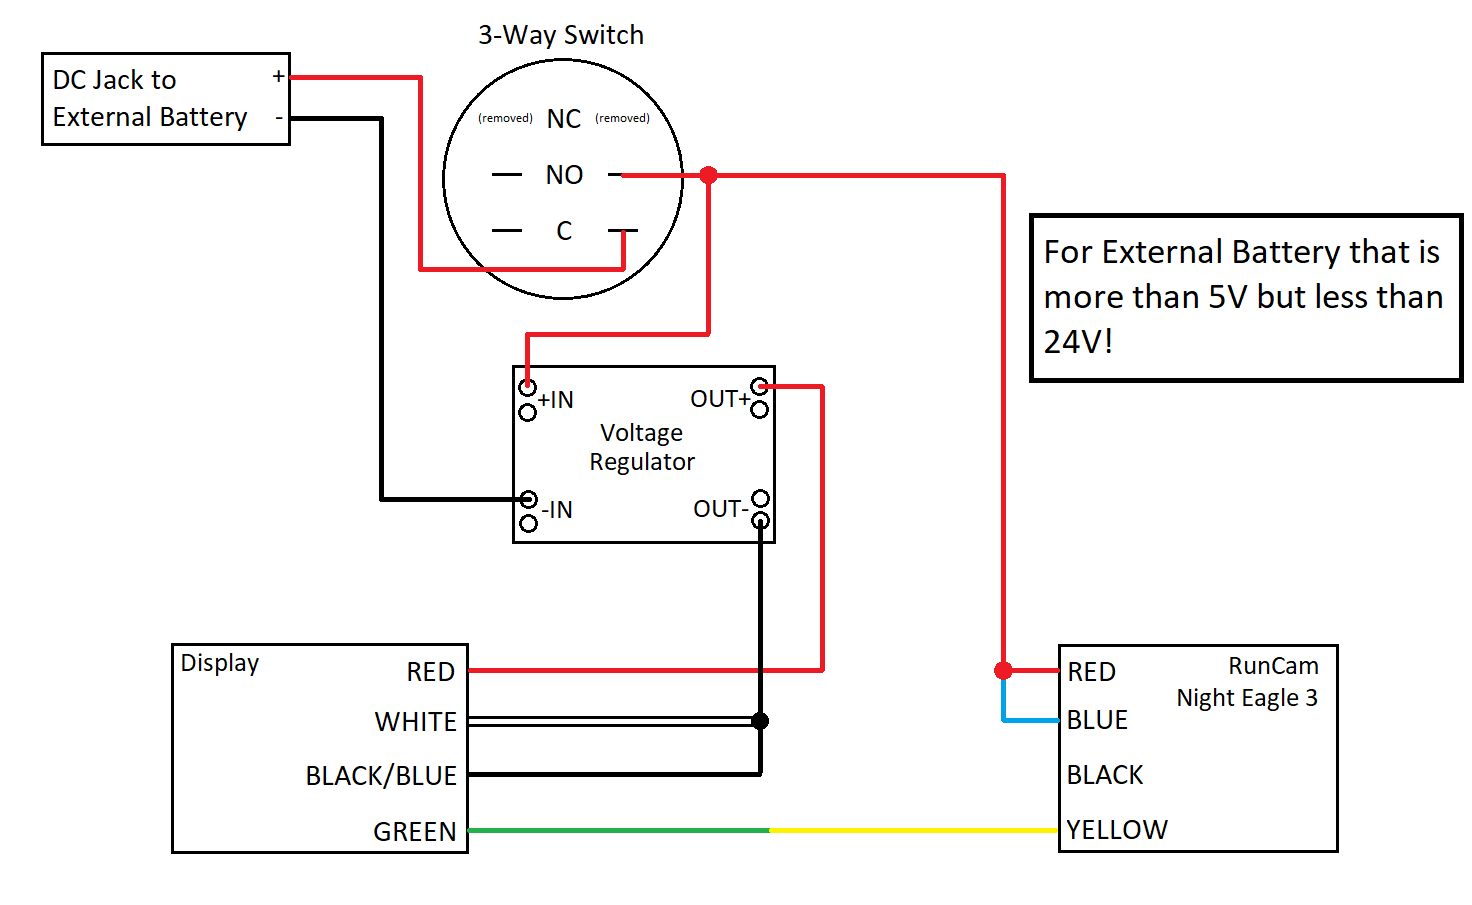 3-Way Switch
DC Jack to +
External Battery -
(removed) NC (removed)
NO
C
For External Battery that is
more than 5V but less than
24V!
+IN OUT+
Voltage
Regulator
-IN OUT-
Display
RED
WHITE
BLACK/BLUE
GREEN
RED RunCam
Night Eagle 3
BLUE
BLACK
YELLOW